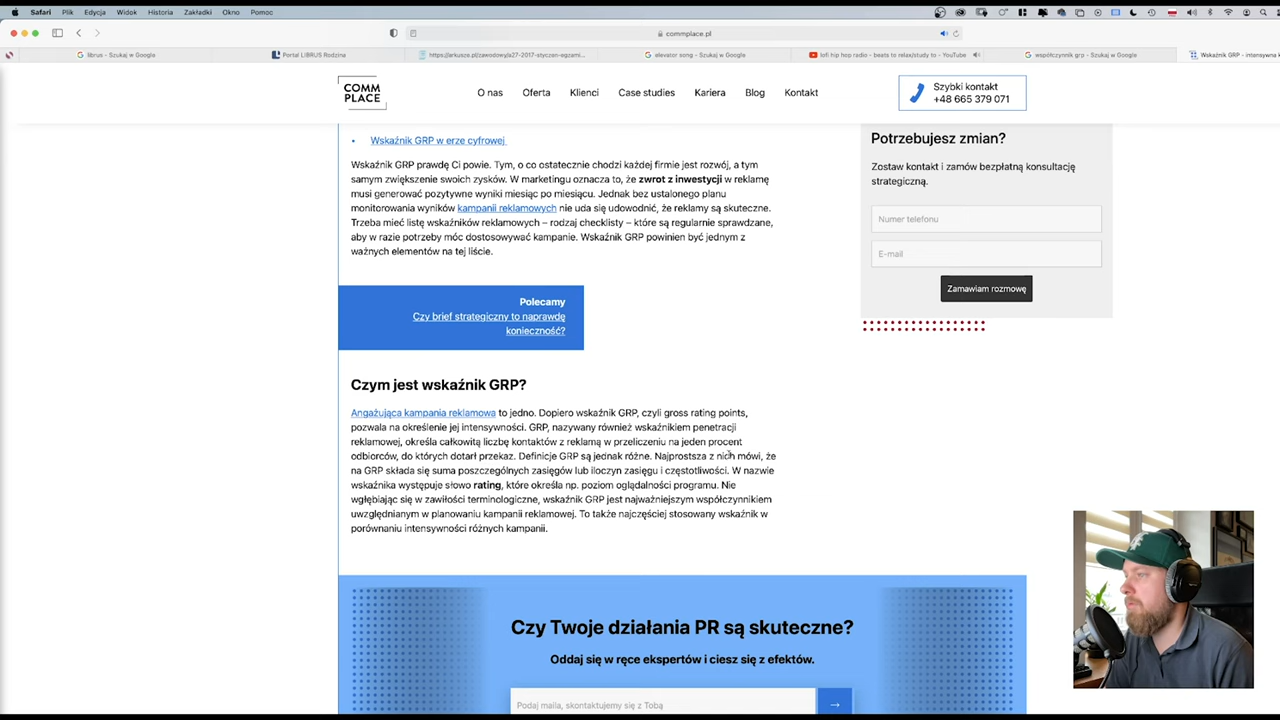 Safari Plik Edycja Widok Historia Zakładki Okno Pomoc
commplace.pl
librus - Szukaj w Google
Portal LIBRUS Rodzina
https://arkusze.pl/zawodowy/a27-2017-styczen-egzami...
elevator song - Szukaj w Google
lofi hip hop radio - beats to relax/study to - YouTube
współczynnik grp - Szukaj w Google
Wskaźnik GRP - intensywna k
COMM
PLACE
O nas Oferta Klienci Case studies Kariera Blog Kontakt
Szybki kontakt
+48 665 379 071
• Wskaźnik GRP w erze cyfrowej
Wskaźnik GRP prawdę Ci powie. Tym, o co ostatecznie chodzi każdej firmie jest rozwój, a tym
samym zwiększenie swoich zysków. W marketingu oznacza to, że zwrot z inwestycji w reklamę
musi generować pozytywne wyniki miesiąc po miesiącu. Jednak bez ustalonego planu
monitorowania wyników kampanii reklamowych nie uda się udowodnić, że reklamy są skuteczne.
Trzeba mieć listę wskaźników reklamowych – rodzaj checklisty – które są regularnie sprawdzane,
aby w razie potrzeby móc dostosowywać kampanie. Wskaźnik GRP powinien być jednym z
ważnych elementów na tej liście.
Polecamy
Czy brief strategiczny to naprawdę
konieczność?
Czym jest wskaźnik GRP?
Angażująca kampania reklamowa to jedno. Dopiero wskaźnik GRP, czyli gross rating points,
pozwala na określenie jej intensywności. GRP, nazywany również wskaźnikiem penetracji
reklamowej, określa całkowitą liczbę kontaktów z reklamą w przeliczeniu na jeden procent
odbiorców, do których dotarł przekaz. Definicje GRP są jednak różne. Najprostsza z nich mówi, że
na GRP składa się suma poszczególnych zasięgów lub iloczyn zasięgu i częstotliwości. W nazwie
wskaźnika występuje słowo rating, które określa np. poziom oglądalności programu. Nie
wgłębiając się w zawiłości terminologiczne, wskaźnik GRP jest najważniejszym współczynnikiem
uwzględnianym w planowaniu kampanii reklamowej. To także najczęściej stosowany wskaźnik w
porównaniu intensywności różnych kampanii.
Potrzebujesz zmian?
Zostaw kontakt i zamów bezpłatną konsultację
strategiczną.
Numer telefonu
E-mail
Zamawiam rozmowę
Czy Twoje działania PR są skuteczne?
Oddaj się w ręce ekspertów i ciesz się z efektów.
Podaj maila, skontaktujemy się z Tobą